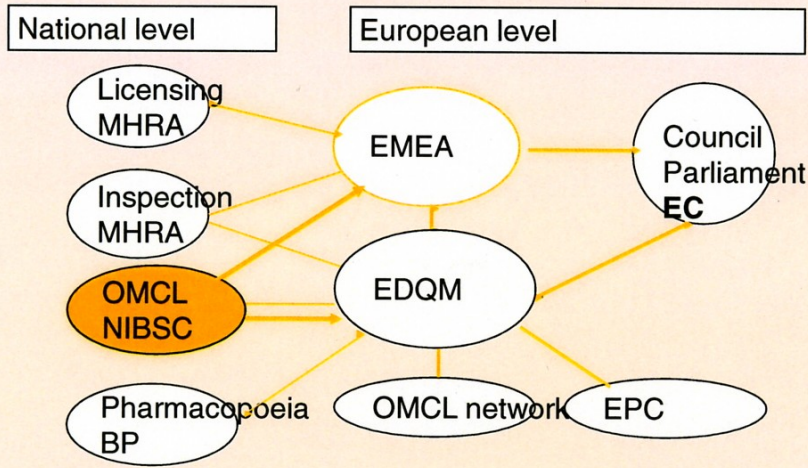 National level
European level
Licensing
MHRA
EMEA
Council
Parliament
EC
Inspection
MHRA
EDQM
OMCL
NIBSC
Pharmacopoeia
BP
OMCL network
EPC